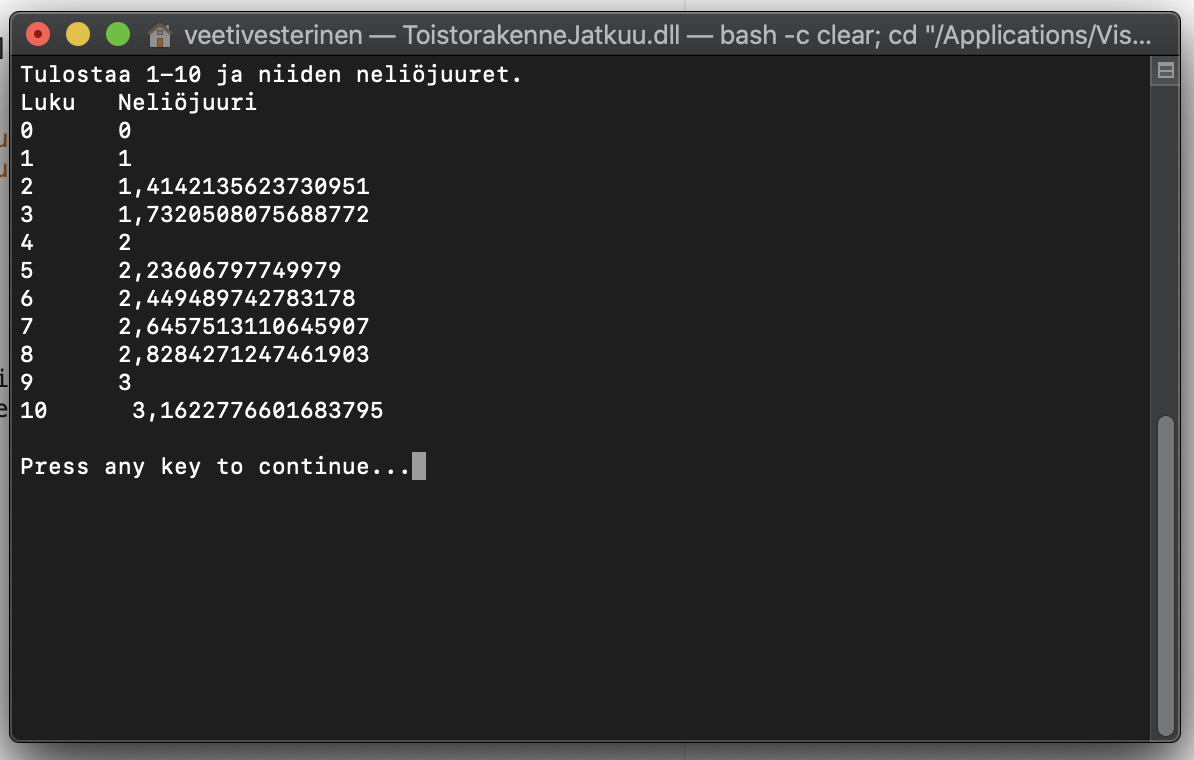 veetivesterinen — ToistorakenneJatkuu.dll — bash -c clear; cd "/Applications/Vis...
Tulostaa 1-10 ja niiden neliöjuuret.
Luku   Neliöjuuri
0      0
1      1
2      1,4142135623730951
3      1,7320508075688772
4      2
5      2,23606797749979
6      2,449489742783178
7      2,6457513110645907
8      2,8284271247461903
9      3
10      3,1622776601683795
Press any key to continue...